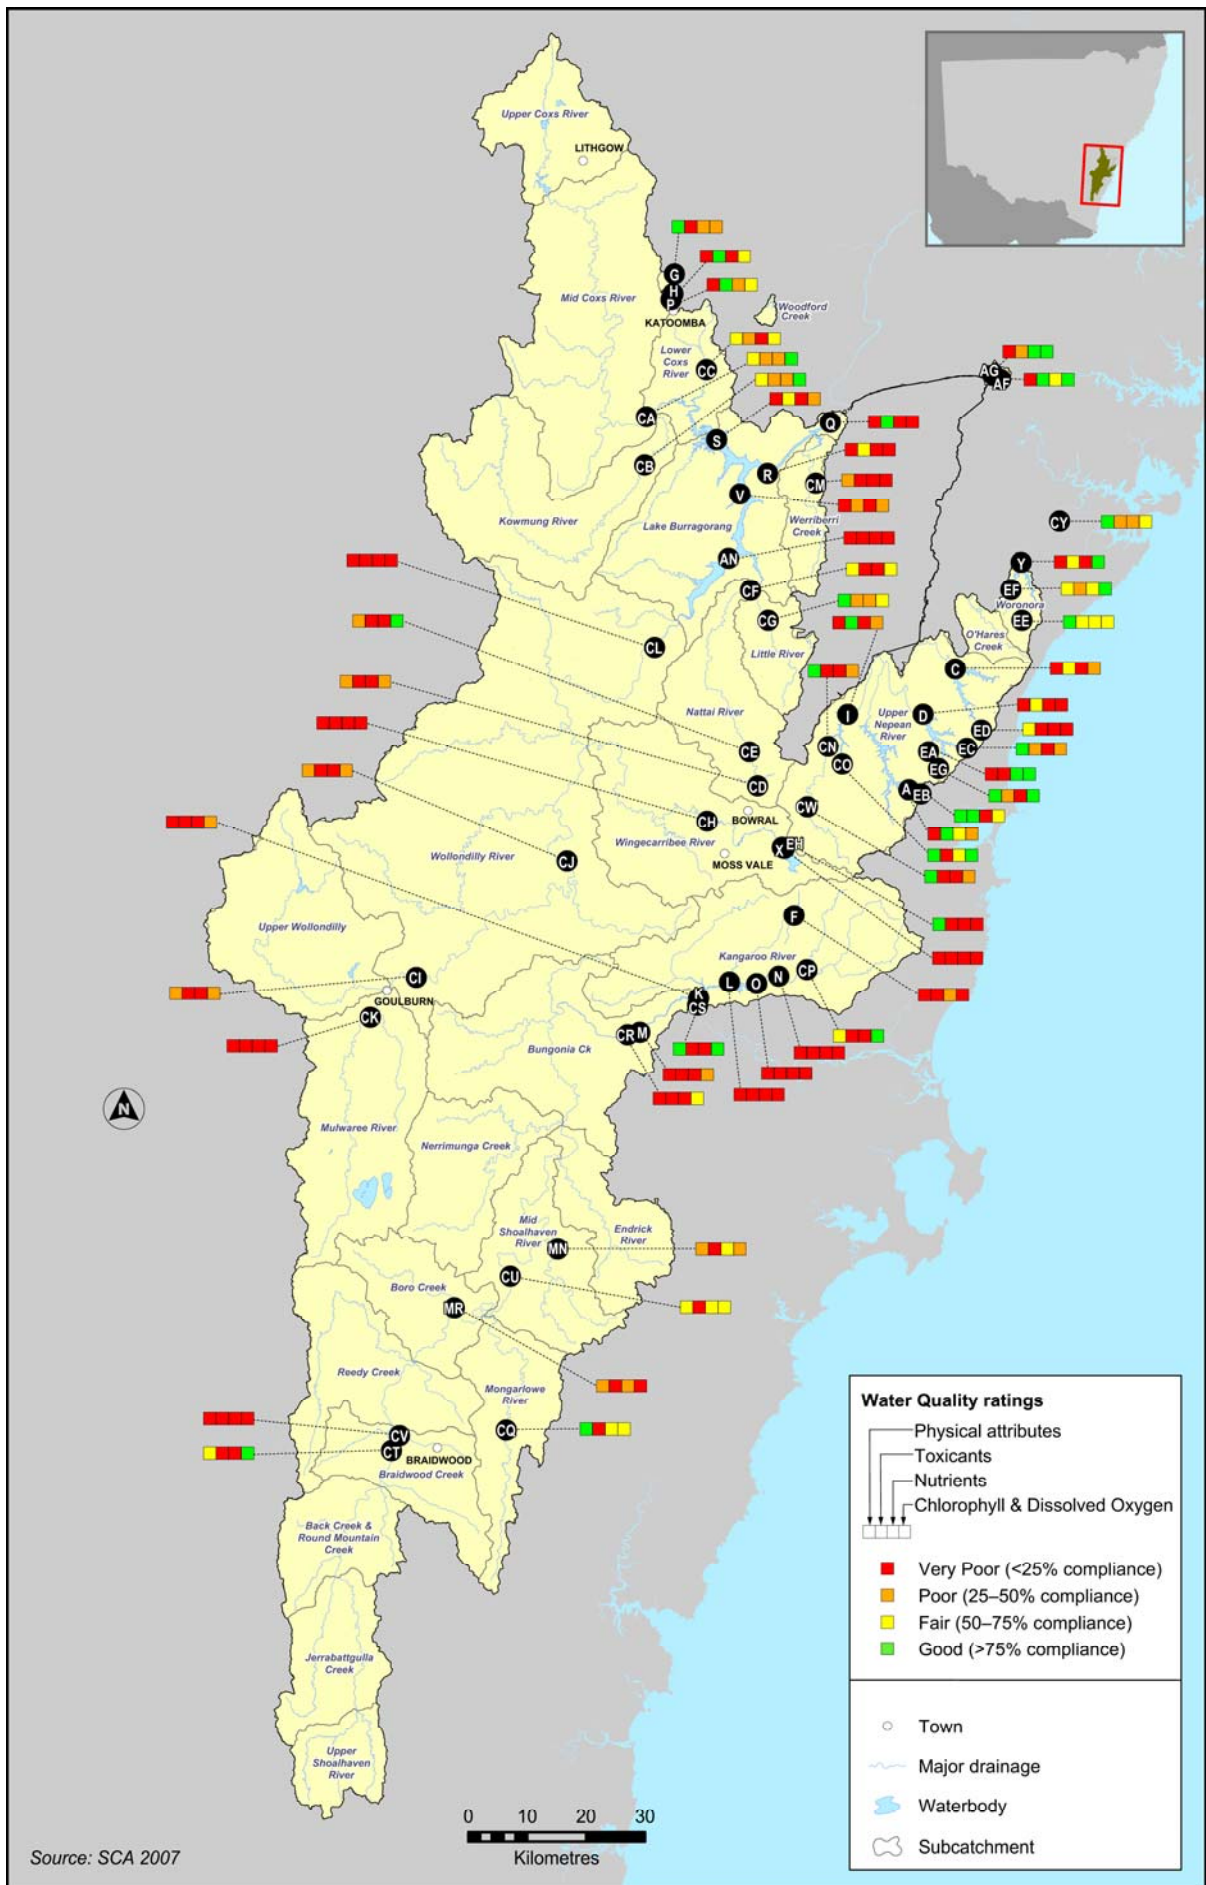 Upper Coxs River
LITHGOW
Mid Coxs River
G
H
P
KATOOMBA
Woodford
Creek
Lower
Coxs
River
CC
CA
CB
S
Q
R
CM
V
AG
AF
Kowmung River
Lake Burragorang
Werriberri
Creek
CY
AN
CF
CG
Y
EF
Woronora
EE
O'Hares
Creek
CL
Little River
C
Nattai River
I
Upper
Nepean
River
D
ED
CN
CO
EA
EC
EG
CE
CD
A
EB
CW
BOWRAL
CH
Wingecarribee River
MOSS VALE
X
EH
Wollondilly River
CJ
Upper Wollondilly
F
Kangaroo River
CI
GOULBURN
L
O
N
CP
K
CS
CK
CR
M
Bungonia Ck
N
Mulwaree River
Nerrimunga Creek
Mid
Shoalhaven
River
Endrick
River
MN
CU
Boro Creek
MR
Reedy Creek
Mongarlowe
River
CV
CQ
CT
BRAIDWOOD
Braidwood Creek
Back Creek &
Round Mountain
Creek
Jerrabattgulla
Creek
Upper
Shoalhaven
River
Water Quality ratings
Physical attributes
Toxicants
Nutrients
Chlorophyll & Dissolved Oxygen
Very Poor (<25% compliance)
Poor (25–50% compliance)
Fair (50–75% compliance)
Good (>75% compliance)
Town
Major drainage
Waterbody
Subcatchment
0 10 20 30
Kilometres
Source: SCA 2007